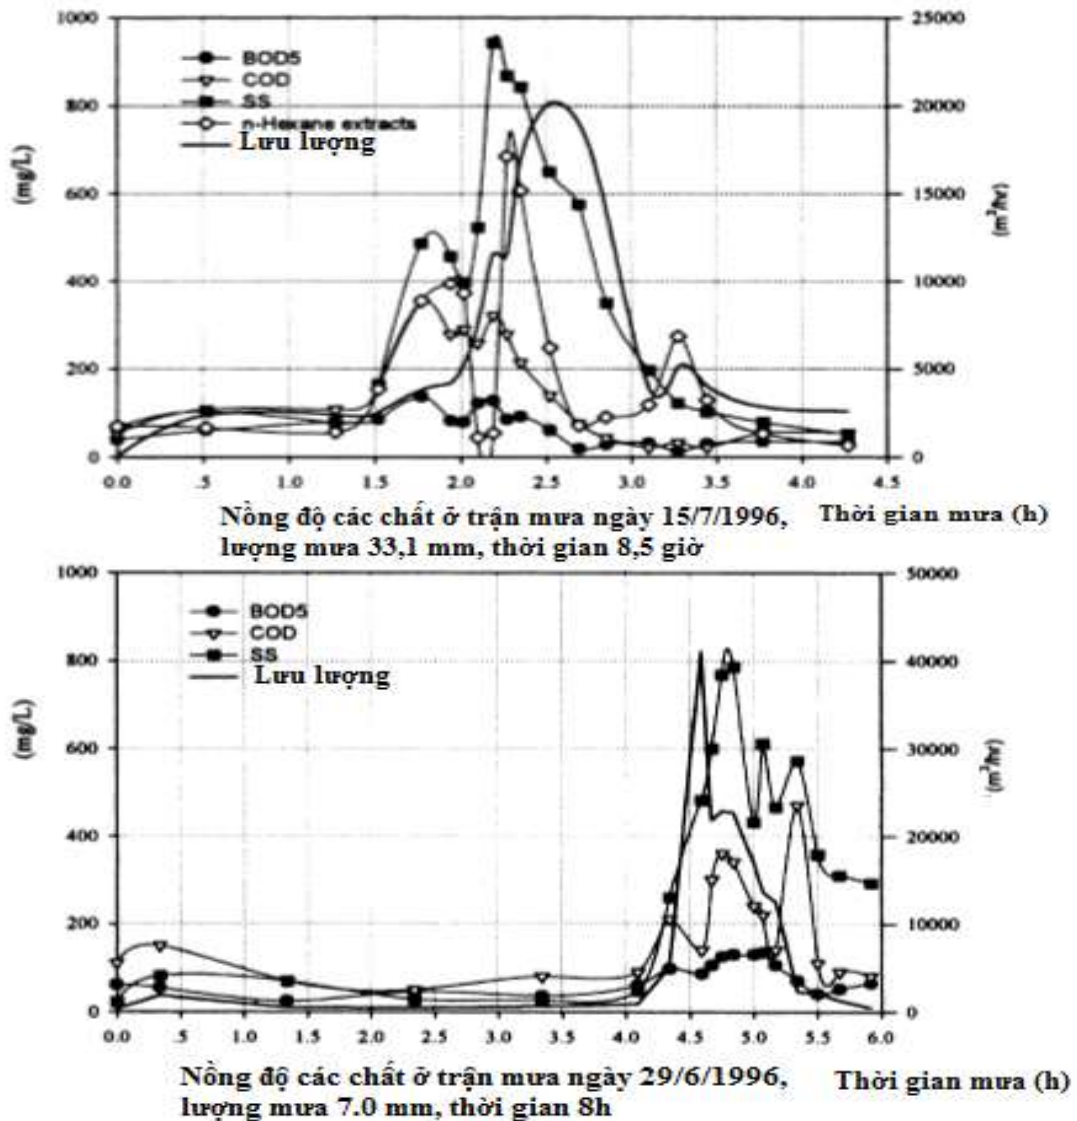 1000
25000
BOD5
COD
SS
n-Hexane extracts
Lưu lượng
800
20000
(mg/L)
600
15000
(m³/hr)
400
10000
200
5000
0
0
0.0 .5 1.0 1.5 2.0 2.5 3.0 3.5 4.0 4.5
Nồng độ các chất ở trận mưa ngày 15/7/1996, Thời gian mưa (h)
lượng mưa 33,1 mm, thời gian 8,5 giờ
1000
50000
BOD5
COD
SS
Lưu lượng
800
40000
(mg/L)
600
30000
(m³/hr)
400
20000
200
10000
0
0
0.0 .5 1.0 1.5 2.0 2.5 3.0 3.5 4.0 4.5 5.0 5.5 6.0
Nồng độ các chất ở trận mưa ngày 29/6/1996, Thời gian mưa (h)
lượng mưa 7.0 mm, thời gian 8h